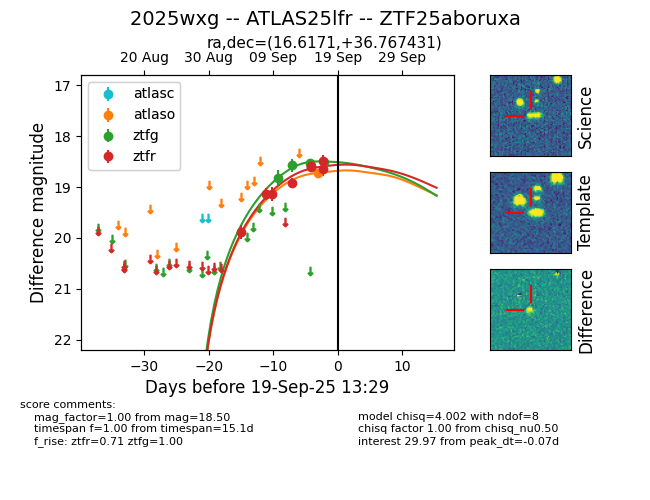 2025wxg -- ATLAS25lfr -- ZTF25aboruxa
ra,dec=(16.6171,+36.767431)
20 Aug 30 Aug 09 Sep 19 Sep 29 Sep
17
18
19
20
21
22
Difference magnitude
atlasc
atlaso
ztfg
ztfr
−30 −20 −10 0 10
Days before 19-Sep-25 13:29
Science
Template
Difference
score comments:
mag_factor=1.00 from mag=18.50
timespan f=1.00 from timespan=15.1d
f_rise: ztfr=0.71 ztfg=1.00
model chisq=4.002 with ndof=8
chisq factor 1.00 from chisq_nu0.50
interest 29.97 from peak_dt=-0.07d